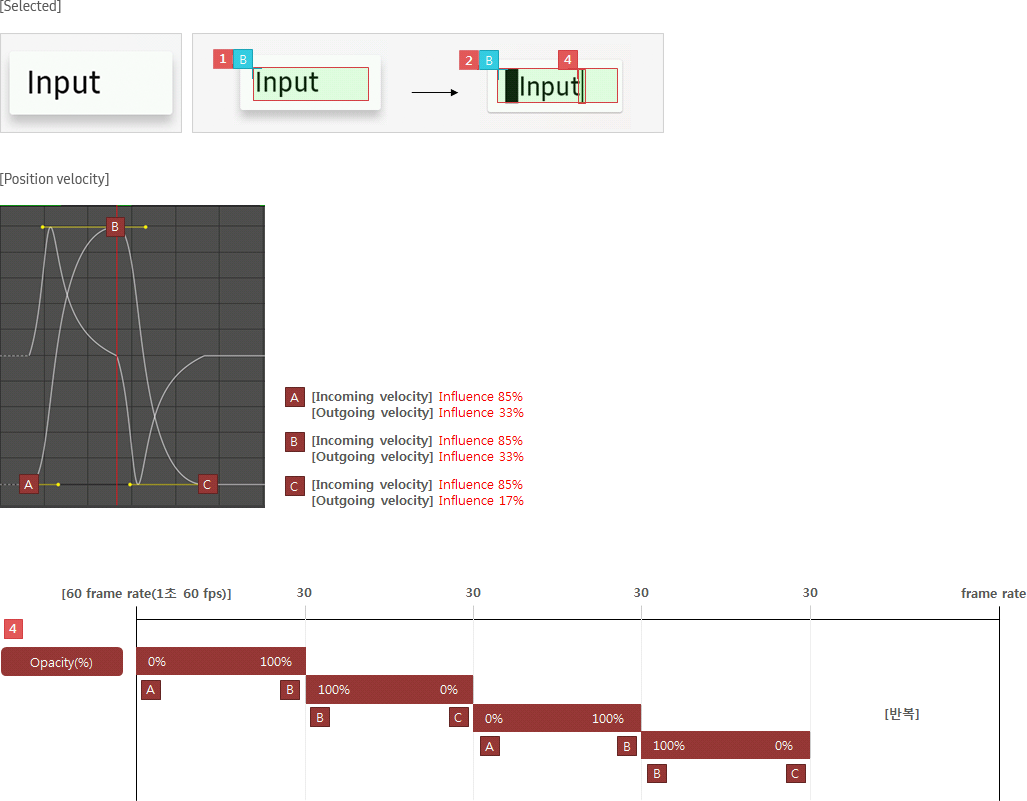 [Selected]
Input
1 B
Input
2 B 4
Input
[Position velocity]
B
A
C
A [Incoming velocity] Influence 85%
[Outgoing velocity] Influence 33%
B [Incoming velocity] Influence 85%
[Outgoing velocity] Influence 33%
C [Incoming velocity] Influence 85%
[Outgoing velocity] Influence 17%
[60 frame rate(1초 60 fps)] 30 30 30 30 frame rate
4
Opacity(%) 0% 100%
A B
100% 0%
B C
0% 100%
A B
100% 0%
B C
[반복]